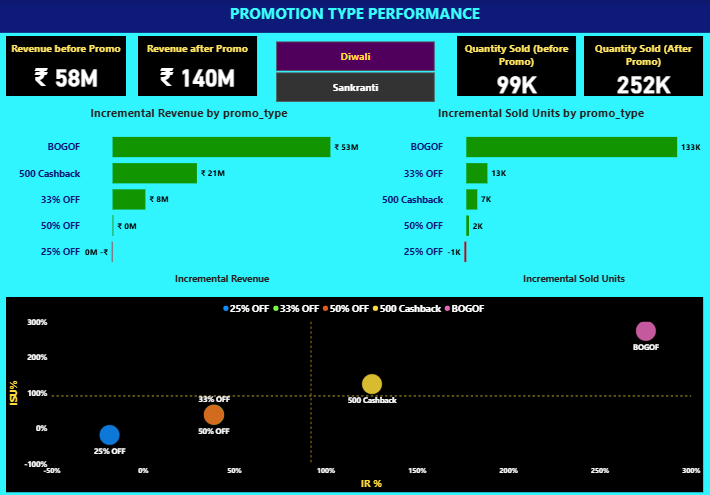 PROMOTION TYPE PERFORMANCE
Revenue before Promo
₹ 58M
Revenue after Promo
₹ 140M
Diwali
Sankranti
Quantity Sold (before
Promo)
99K
Quantity Sold (After
Promo)
252K
Incremental Revenue by promo_type
BOGOF ₹ 53M
500 Cashback ₹ 21M
33% OFF ₹ 8M
50% OFF ₹ 0M
25% OFF 0M -₹
Incremental Revenue
Incremental Sold Units by promo_type
BOGOF 133K
33% OFF 13K
500 Cashback 7K
50% OFF 2K
25% OFF -1K
Incremental Sold Units
25% OFF 33% OFF 50% OFF 500 Cashback BOGOF
ISU%
300%
200%
100%
0%
-100%
BOGOF
500 Cashback
33% OFF
50% OFF
25% OFF
-50% 0% 50% 100% 150% 200% 250% 300%
IR %